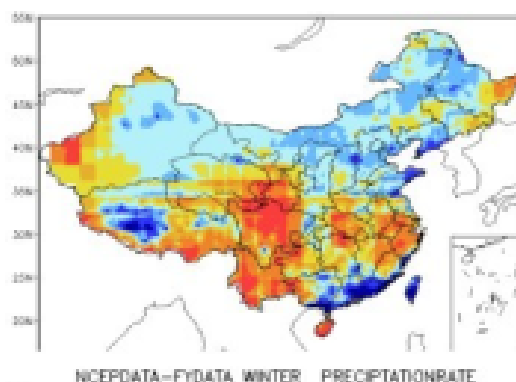 55N
50N
45N
40N
35N
30N
25N
20N
NCEPDATA-FYDATA WINTER PRECIPTATIONRATE